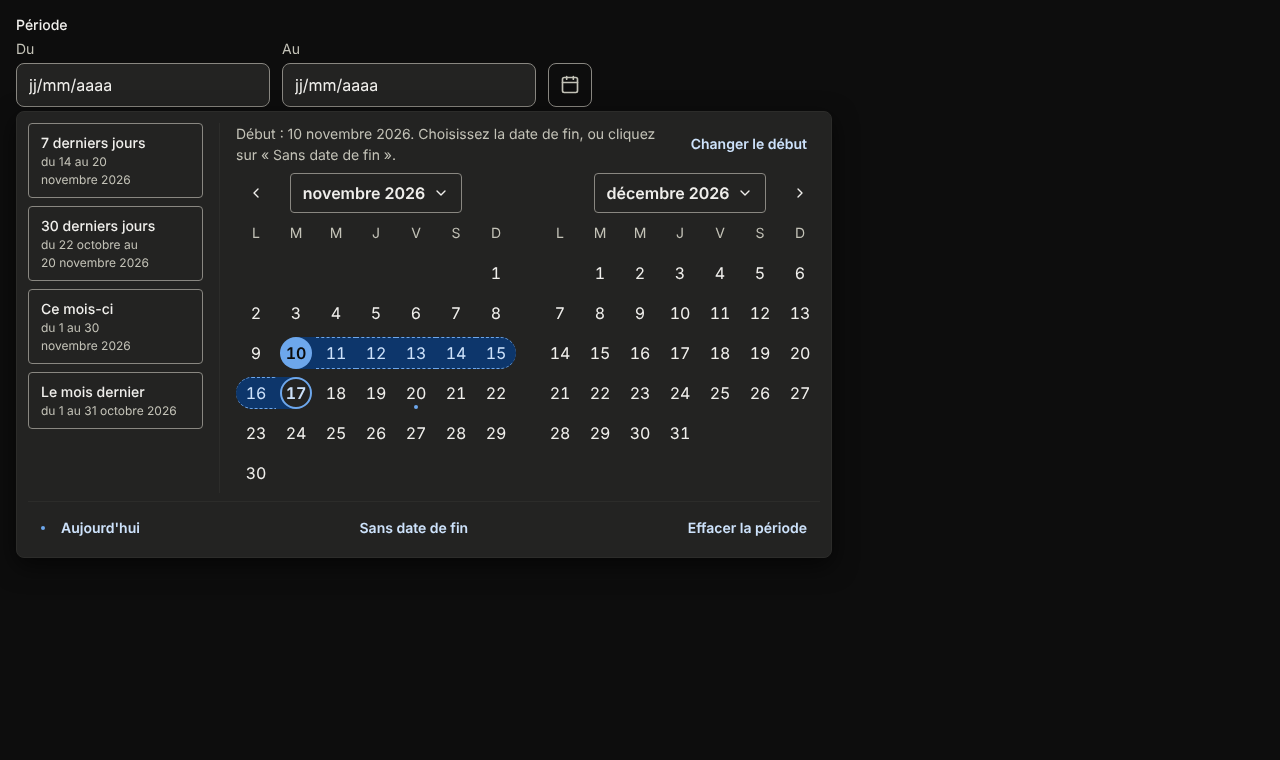 Période
Du
Au
jj/mm/aaaa
jj/mm/aaaa
7 derniers jours
du 14 au 20
novembre 2026
30 derniers jours
du 22 octobre au
20 novembre 2026
Ce mois-ci
du 1 au 30
novembre 2026
Le mois dernier
du 1 au 31 octobre 2026
Début : 10 novembre 2026. Choisissez la date de fin, ou cliquez
sur « Sans date de fin ».
Changer le début
novembre 2026
L M M J V S D
1
2 3 4 5 6 7 8
9 10 11 12 13 14 15
16 17 18 19 20 21 22
23 24 25 26 27 28 29
30
décembre 2026
L M M J V S D
1 2 3 4 5 6
7 8 9 10 11 12 13
14 15 16 17 18 19 20
21 22 23 24 25 26 27
28 29 30 31
Aujourd'hui
Sans date de fin
Effacer la période